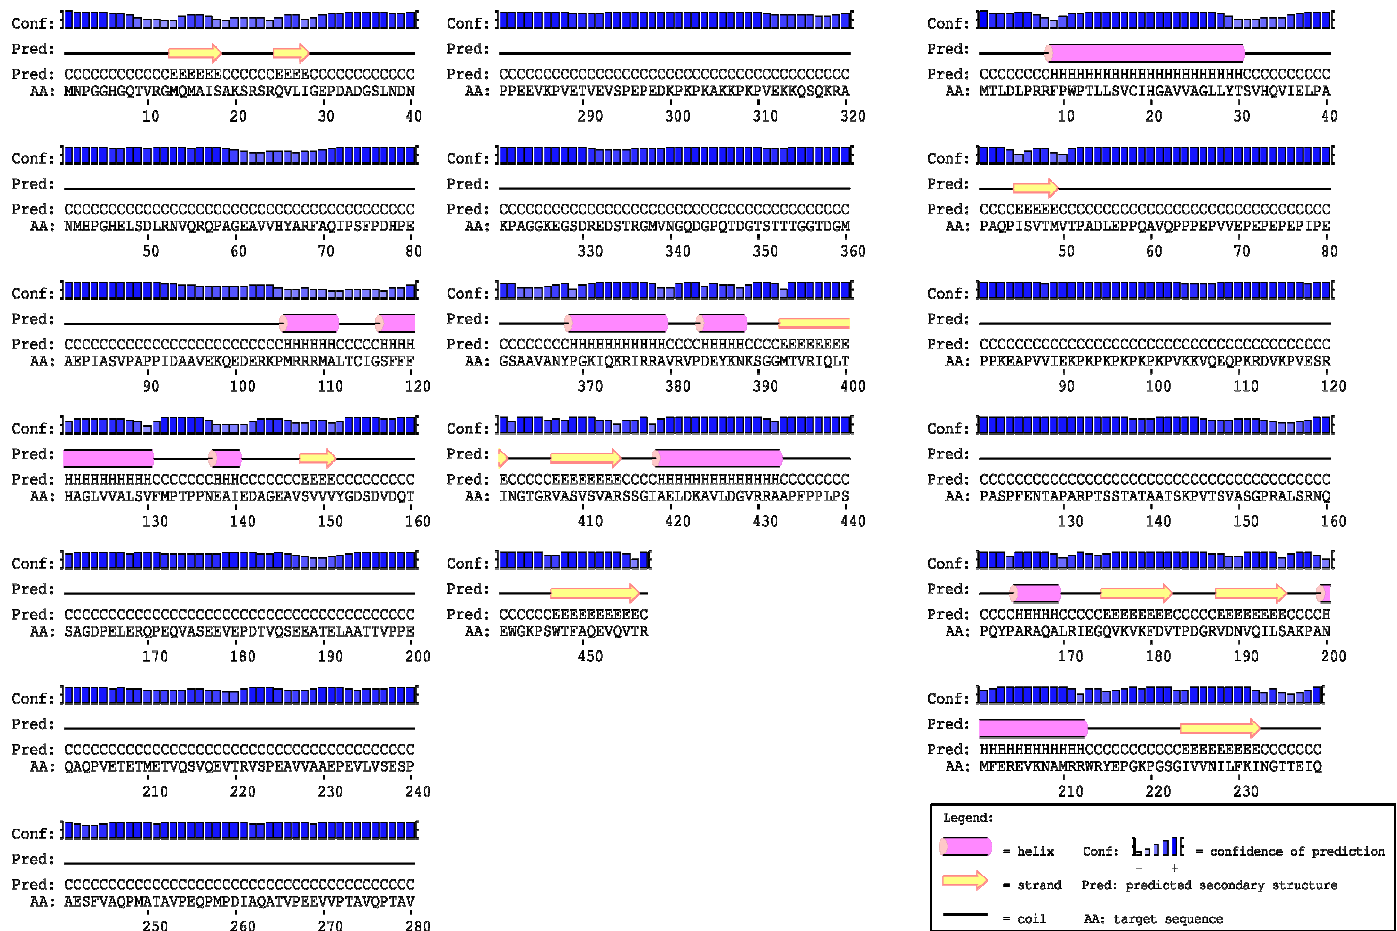 Conf:
Pred:
Pred: CCCCCCCCCCCCEEEEEECCCCCCEEEECCCCCCCCCCCC
AA: MNPGGHGQTVRGMQMAISAKSRSRQVLIGEPDADGSLNDN
10 20 30 40
Conf:
Pred:
Pred: CCCCCCCCCCCCCCCCCCCCCCCCCCCCCCCCCCCCCCCC
AA: NMHPGHELSDLRNVQRQPAGEAVVHYARFAQIPSFPDHPE
50 60 70 80
Conf:
Pred:
Pred: CCCCCCCCCCCCCCCCCCCCCCCCCHHHHHHCCCCCHHHH
AA: AEPIASVPAPPIDAAVEKQEDERKPMRRRMALTCIGSFFF
90 100 110 120
Conf:
Pred:
Pred: HHHHHHHHHHCCCCCCCHHHCCCCCCCEEEECCCCCCCCC
AA: HAGLVVALSVFMPTPPNEAIEDAGEAVSVVVYGDSDVDQT
130 140 150 160
Conf:
Pred:
Pred: CCCCCCCCCCCCCCCCCCCCCCCCCCCCCCCCCCCCCCCC
AA: SAGDPELERQPEQVASEEVEPDTVQSEEATELAATTVPPE
170 180 190 200
Conf:
Pred:
Pred: CCCCCCCCCCCCCCCCCCCCCCCCCCCCCCCCCCCCCCCC
AA: QAQPVETETMETVQSVQEVTRVSPEAVVAAEPEVLVSESP
210 220 230 240
Conf:
Pred:
Pred: CCCCCCCCCCCCCCCCCCCCCCCCCCCCCCCCCCCCCCCC
AA: AESFVAQPMATAVPEQPMPDIAQATVPEEVVPTAVQPTAV
250 260 270 280
Conf:
Pred:
Pred: CCCCCCCCCCCCCCCCCCCCCCCCCCCCCCCCCCCCCCCC
AA: PPEEVKPVETVEVSPEPEDKPKPKAKKPKPVEKKQSQKRA
290 300 310 320
Conf:
Pred:
Pred: CCCCCCCCCCCCCCCCCCCCCCCCCCCCCCCCCCCCCCCC
AA: KPAGGKEGSDREDSTRGMVNGQDGPQTDGTSTTTGGTDGM
330 340 350 360
Conf:
Pred:
Pred: CCCCCCCCHHHHHHHHHHHCCCCHHHHHCCCCEEEEEEEE
AA: GSAAVANYPGKIQKRIRRAVRVPDEYKNKSGGMTVRIQLT
370 380 390 400
Conf:
Pred:
Pred: ECCCCCEEEEEEEECCCCHHHHHHHHHHHHHHCCCCCCCC
AA: INGTGRVASVSVARSSGIAELDKAVLDGVRRAAPFPPLPS
410 420 430 440
Conf:
Pred:
Pred: CCCCCCEEEEEEEEEEC
AA: EWGKPSWTFAQEVQVTR
450
Conf:
Pred:
Pred: CCCCCCCCHHHHHHHHHHHHHHHHHHHHHHCCCCCCCCCC
AA: MTLDLPRRFPWPTLLSVCIHGAVVAGLLYTSVHQVIELPA
10 20 30 40
Conf:
Pred:
Pred: CCCCEEEEECCCCCCCCCCCCCCCCCCCCCCCCCCCCCCC
AA: PAQPISVTMVTPADLEPPQAVQPPPEPVVEPEPEPEPIPE
50 60 70 80
Conf:
Pred:
Pred: CCCCCCCCCCCCCCCCCCCCCCCCCCCCCCCCCCCCCCCC
AA: PPKEAPVVIEKPKPKPKPKPKPVKKVQEQPKRDVKPVESR
90 100 110 120
Conf:
Pred:
Pred: CCCCCCCCCCCCCCCCCCCCCCCCCCCCCCCCCCCCCCCC
AA: PASPFENTAPARPTSSTATAATSKPVTSVASGPRALSRNQ
130 140 150 160
Conf:
Pred:
Pred: CCCCHHHHHCCCCCEEEEEEEECCCCCEEEEEEEECCCCH
AA: PQYPARAQALRIEGQVKVKFDVTPDGRVDNVQILSAKPAN
170 180 190 200
Conf:
Pred:
Pred: HHHHHHHHHHHHCCCCCCCCCCCEEEEEEEEECCCCCCC
AA: MFEREVKNAMRRWRYEPGKPGSGIVVNILFKINGTTEIQ
210 220 230
Legend:
= helix Conf: = confidence of prediction
- +
= strand Pred: predicted secondary structure
= coil AA: target sequence